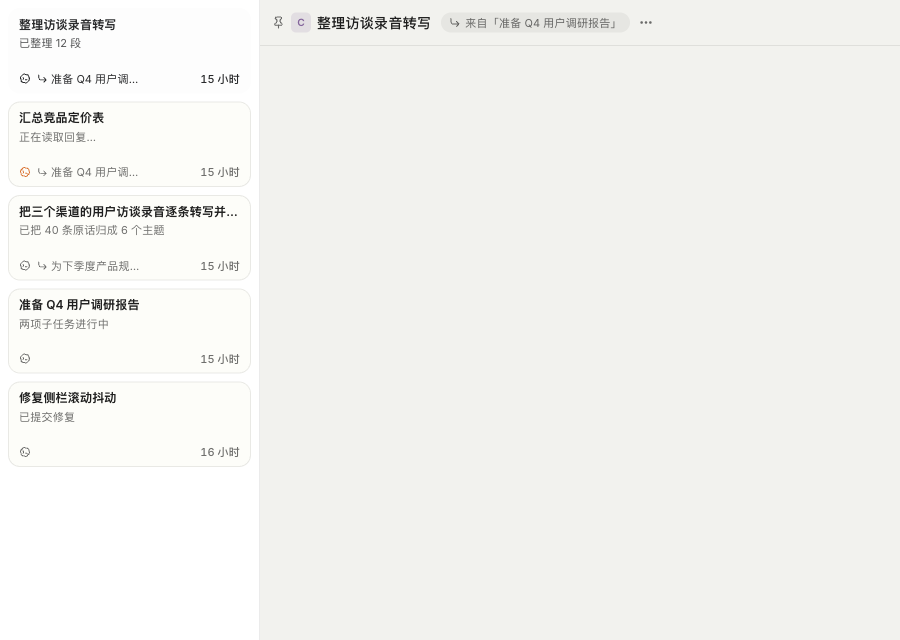 整理访谈录音转写
已整理 12 段
准备 Q4 用户调...
15 小时
汇总竞品定价表
正在读取回复...
准备 Q4 用户调...
15 小时
把三个渠道的用户访谈录音逐条转写并...
已把 40 条原话归成 6 个主题
为下季度产品规...
15 小时
准备 Q4 用户调研报告
两项子任务进行中
15 小时
修复侧栏滚动抖动
已提交修复
16 小时
C 整理访谈录音转写 来自「准备 Q4 用户调研报告」